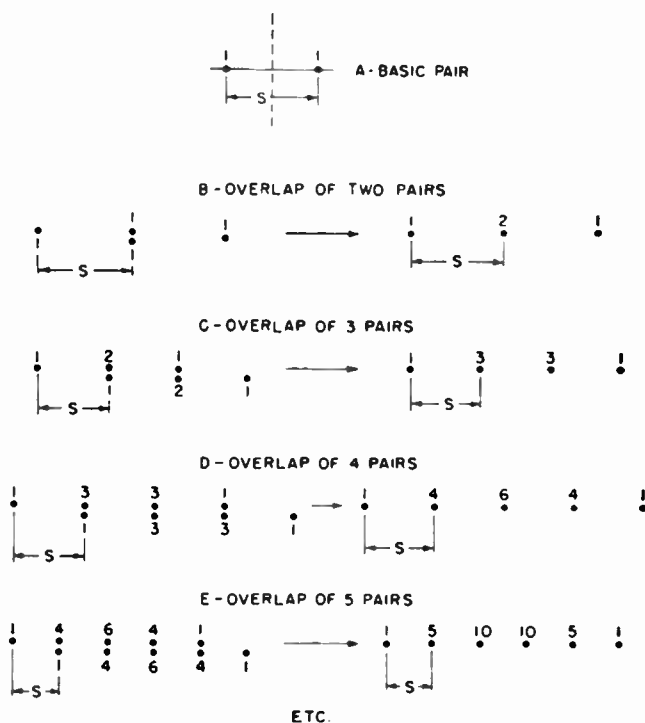 1 1
A - BASIC PAIR
S
B - OVERLAP OF TWO PAIRS
1 1 1 2 1
1 1
S S
C - OVERLAP OF 3 PAIRS
1 2 1 1 3 3 1
1 2 1
S S
D - OVERLAP OF 4 PAIRS
1 3 3 1 1 4 6 4 1
1 3 3 1
S S
E - OVERLAP OF 5 PAIRS
1 4 6 4 1 1 5 10 10 5 1
1 4 6 4 1
S S
ETC.